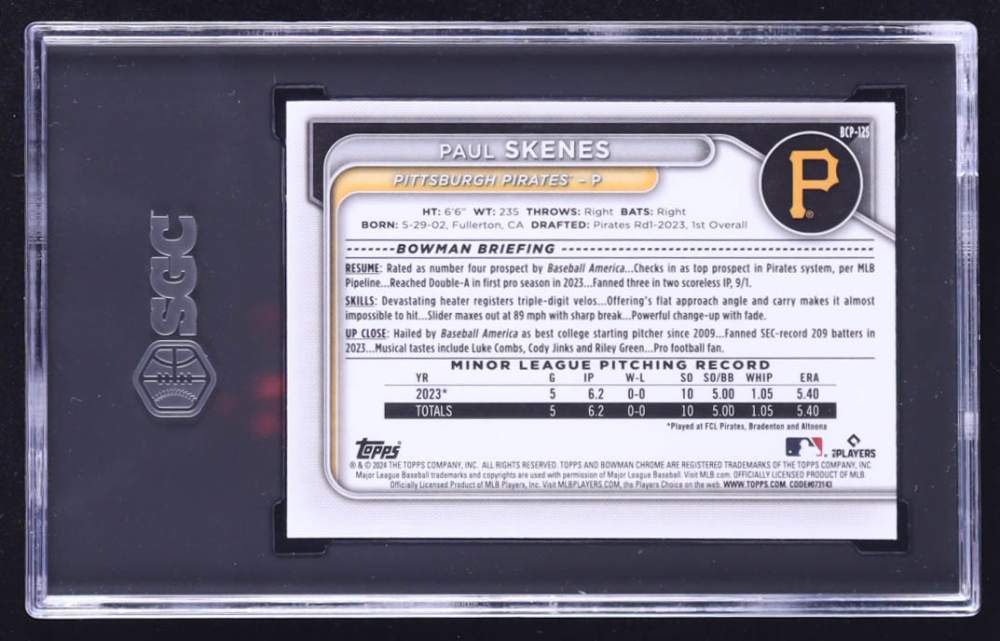 BCP-125
PAUL SKENES
PITTSBURGH PIRATES® – P
P®
HT: 6'6" WT: 235 THROWS: Right BATS: Right
BORN: 5-29-02, Fullerton, CA DRAFTED: Pirates Rd1-2023, 1st Overall
BOWMAN BRIEFING
RESUME: Rated as number four prospect by Baseball America...Checks in as top prospect in Pirates system, per MLB
Pipeline...Reached Double-A in first pro season in 2023...Fanned three in two scoreless IP, 9/1.
SKILLS: Devastating heater registers triple-digit velos...Offering's flat approach angle and carry makes it almost
impossible to hit...Slider maxes out at 89 mph with sharp break...Powerful change-up with fade.
UP CLOSE: Hailed by Baseball America as best college starting pitcher since 2009...Fanned SEC-record 209 batters in
2023...Musical tastes include Luke Combs, Cody Jinks and Riley Green...Pro football fan.
MINOR LEAGUE PITCHING RECORD
YR G IP W-L SO SO/BB WHIP ERA
2023* 5 6.2 0-0 10 5.00 1.05 5.40
TOTALS 5 6.2 0-0 10 5.00 1.05 5.40
*Played at FCL Pirates, Bradenton and Altoona
Topps®
PLAYERS
® & © 2024 THE TOPPS COMPANY, INC. ALL RIGHTS RESERVED. TOPPS AND BOWMAN CHROME ARE REGISTERED TRADEMARKS OF THE TOPPS COMPANY, INC.
Major League Baseball trademarks and copyrights are used with permission of Major League Baseball. Visit MLB.com. OFFICIALLY LICENSED PRODUCT OF MLB
Officially Licensed Product of MLB Players, Inc. Visit MLBPLAYERS.COM, the Players Choice on the web. WWW.TOPPS.COM. CODE#073143
SGC